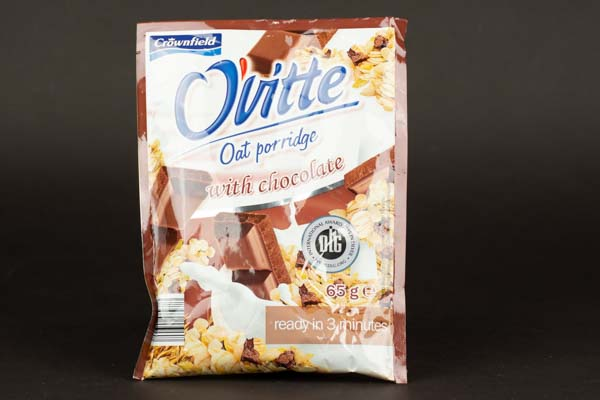 Crownfield
O'vitte
Oat porridge
with chocolate
65 g e
ready in 3 minutes